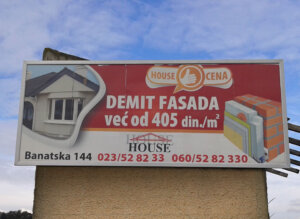 HOUSE CENA
DEMIT FASADA
već od 405 din./m²
HOUSE
Banatska 144 023/52 82 33 060/52 82 330